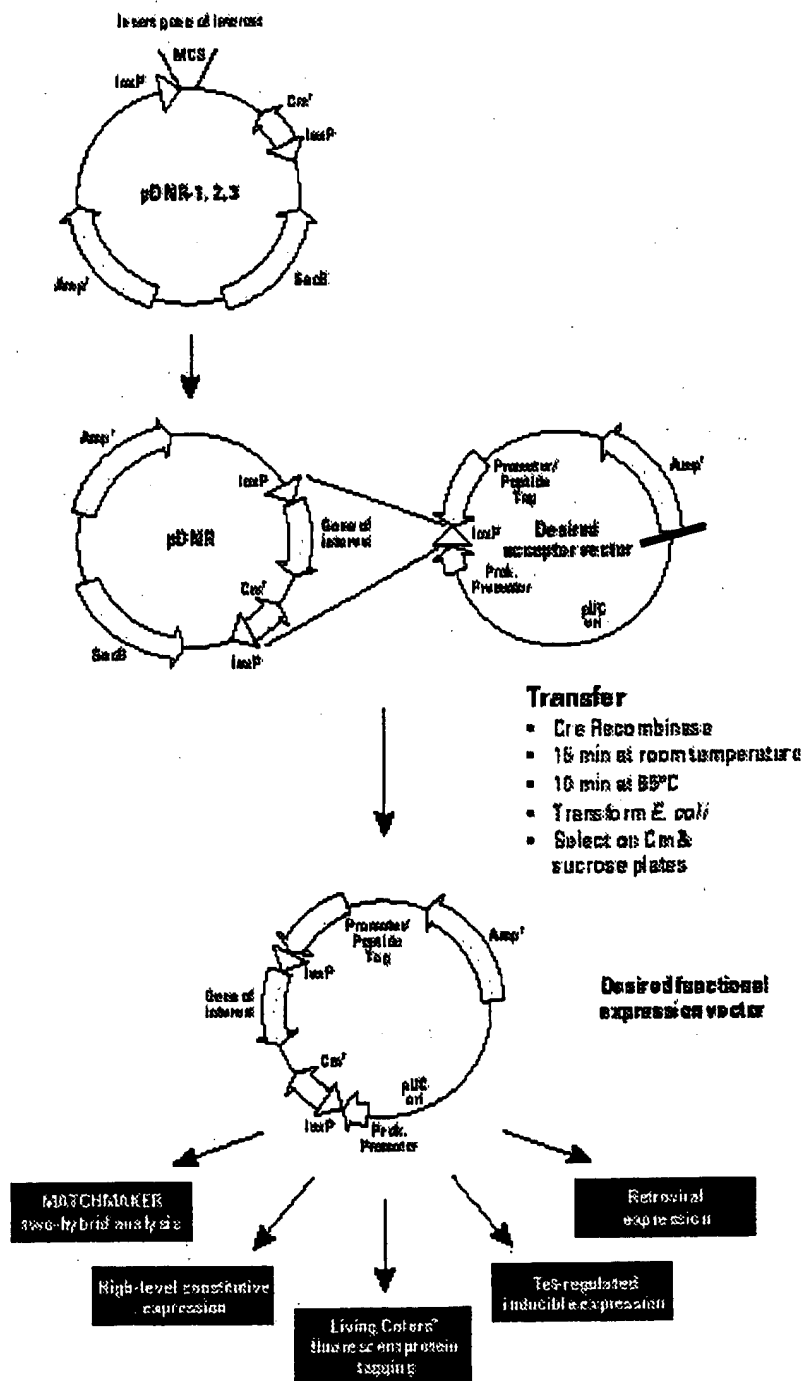 Insert gene of interest
MCS
loxP
Cmʳ
loxP
pDNR-1, 2, 3
Ampʳ
SacB
Ampʳ
loxP
pDNR
Gene of
interest
Cmʳ
SacB
loxP
Promoter/
Peptide
Tag
Ampʳ
loxP
Desired
acceptor vector
Prok.
Promoter
pUC
ori
Transfer
▪ Cre Recombinase
▪ 15 min at room temperature
▪ 10 min at 65°C
▪ Transform E. coli
▪ Select on Cm &
sucrose plates
Promoter/
Peptide
Tag
Ampʳ
loxP
Gene of
interest
Cmʳ
pUC
ori
loxP
Prok.
Promoter
Desired functional
expression vector
MATCHMAKER
two-hybrid analysis
High-level constitutive
expression
Living Colors®
fluorescent protein
tagging
Tet-regulated
inducible expression
Retroviral
expression